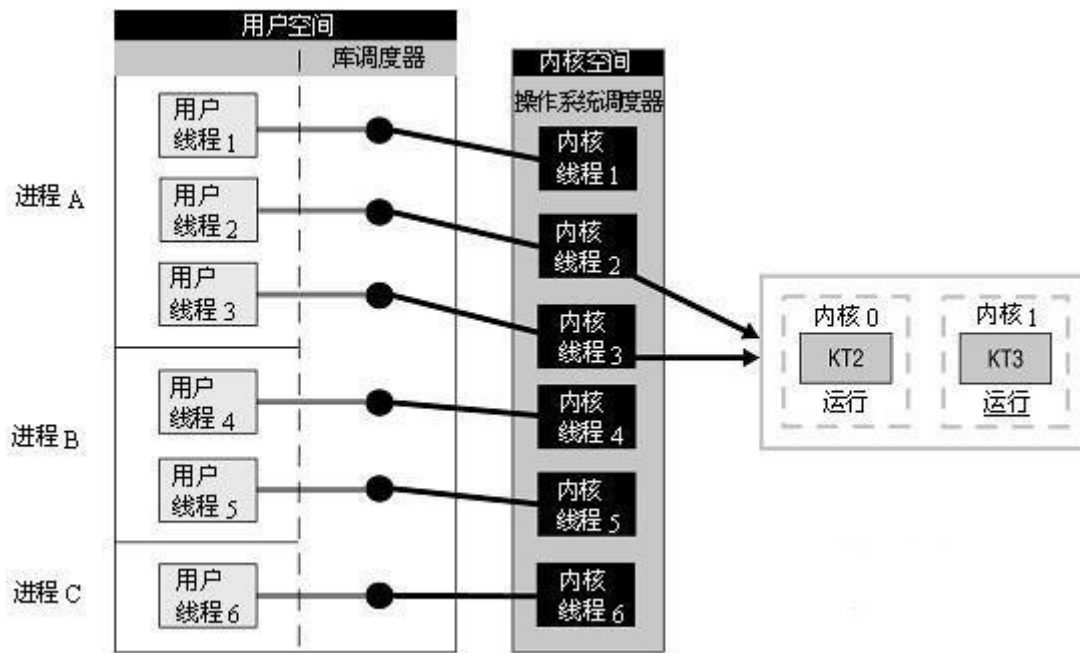 用户空间
库调度器
内核空间
操作系统调度器
进程 A
用户
线程 1
用户
线程 2
用户
线程 3
进程 B
用户
线程 4
用户
线程 5
进程 C
用户
线程 6
内核
线程 1
内核
线程 2
内核
线程 3
内核
线程 4
内核
线程 5
内核
线程 6
内核 0
KT2
运行
内核 1
KT3
运行